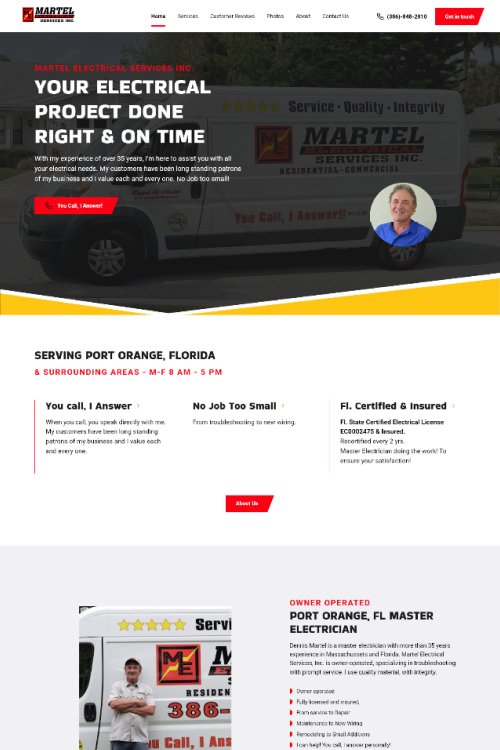 MARTEL
ELECTRICAL
SERVICES INC.
Home Services Customer Reviews Photos About Contact Us
(386)-848-2810
Get in touch
MARTEL ELECTRICAL SERVICES INC.
YOUR ELECTRICAL
PROJECT DONE
RIGHT & ON TIME
With my experience of over 35 years, I'm here to assist you with all
your electrical needs. My customers have been long standing patrons
of my business and I value each and every one. No Job too small!
You Call, I Answer!
Service · Quality · Integrity
ME
MARTEL
ELECTRICAL
SERVICES INC.
RESIDENTIAL - COMMERCIAL
You Call, I Answer!!
SERVING PORT ORANGE, FLORIDA
& SURROUNDING AREAS - M-F 8 AM - 5 PM
You call, I Answer
When you call, you speak directly with me.
My customers have been long standing
patrons of my business and I value each
and every one.
No Job Too Small
From troubleshooting to new wiring.
Fl. Certified & Insured
Fl. State Certified Electrical License
EC0002475 & Insured.
Recertified every 2 yrs.
Master Electrician doing the work! To
ensure your satisfaction!
About Us
Servi
ME
RESIDEN
386-
ou Call, I An
OWNER OPERATED
PORT ORANGE, FL MASTER
ELECTRICIAN
Dennis Martel is a master electrician with more than 35 years
experience in Massachussets and Florida. Martel Electrical
Services, Inc. is owner-operated, specializing in troubleshooting
with prompt service. I use quality material, with integrity.
Owner operated
Fully licensed and insured,
From service to Repair
Maintenance to New Wiring
Remodeling to Small Additions
I can help!! You call, I answer personally!